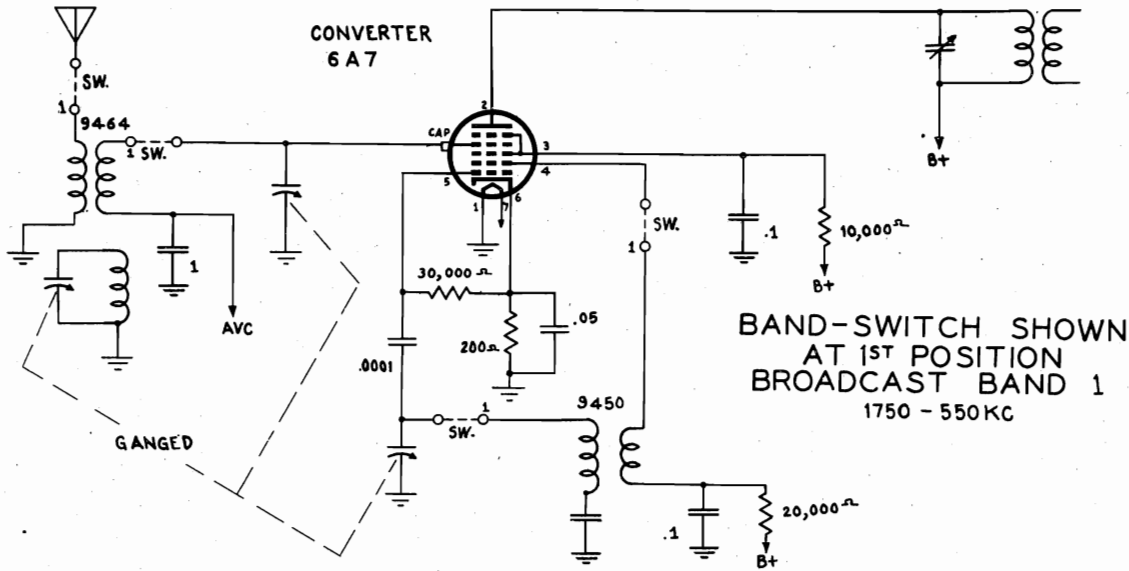 CONVERTER
6A7
SW.
1
9464
1
SW.
CAP
2
3
4
5
1
7
6
B+
SW.
1
.1
10,000Ω
B+
1
AVC
30,000Ω
.05
200Ω
.0001
BAND-SWITCH SHOWN
AT 1ST POSITION
BROADCAST BAND 1
1750 - 550KC
GANGED
1
SW.
9450
.1
20,000Ω
B+